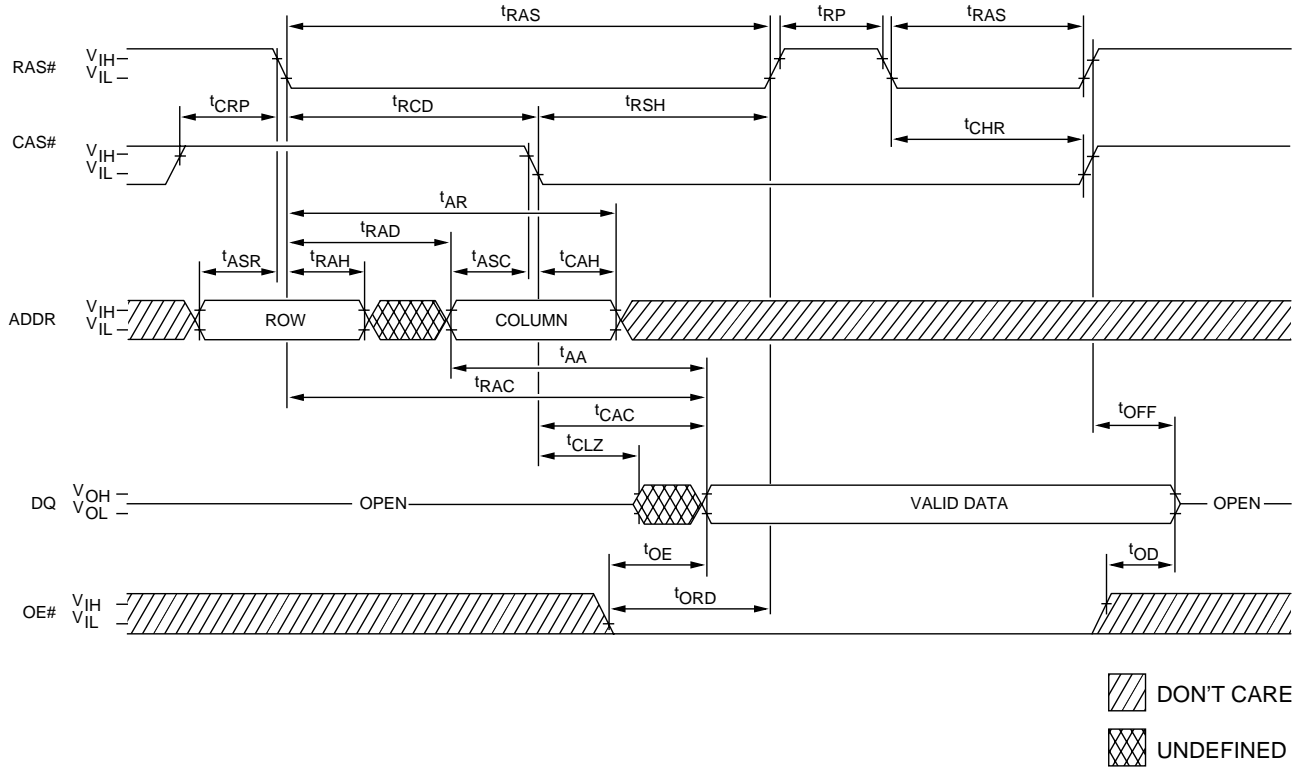 tRAS tRP tRAS
RAS# VIH
VIL
tCRP tRCD tRSH
tCHR
CAS# VIH
VIL
tAR
tRAD
tASR tRAH tASC tCAH
ADDR VIH
VIL
ROW COLUMN
tAA
tRAC
tCAC
tOFF
tCLZ
DQ VOH
VOL
OPEN VALID DATA OPEN
tOE tOD
tORD
OE# VIH
VIL
DON'T CARE
UNDEFINED